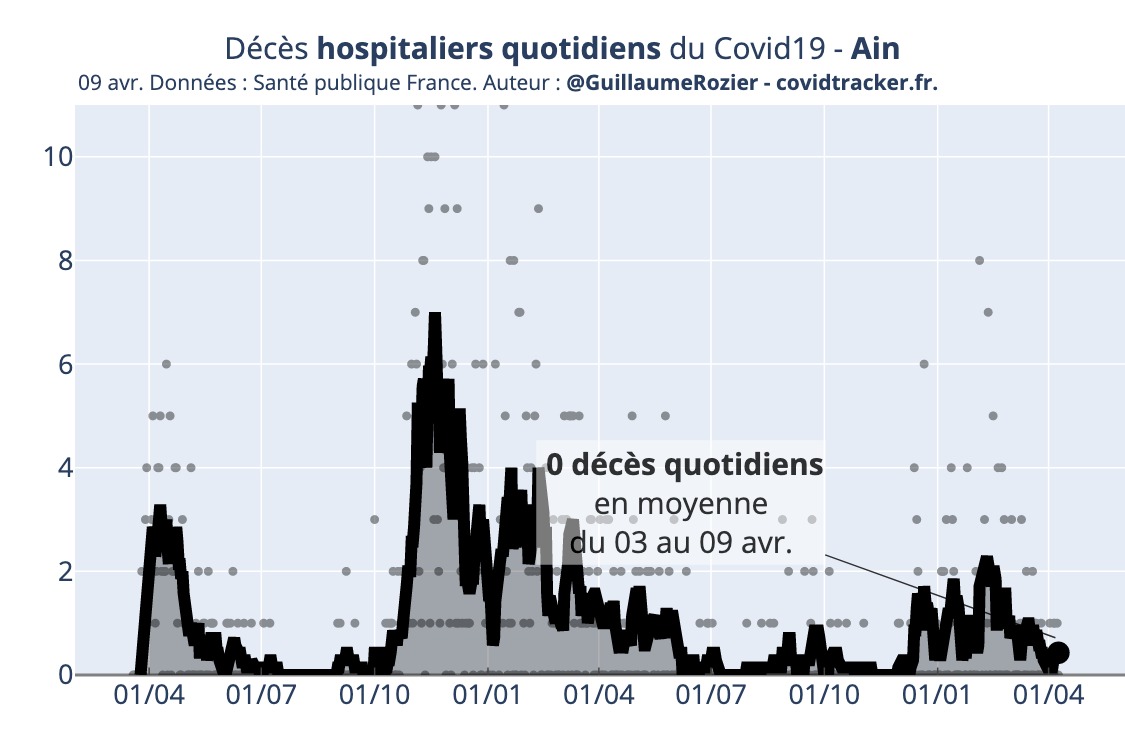 Décès hospitaliers quotidiens du Covid19 - Ain
09 avr. Données : Santé publique France. Auteur : @GuillaumeRozier - covidtracker.fr.
10
8
6
4
2
0
0 décès quotidiens
en moyenne
du 03 au 09 avr.
01/04 01/07 01/10 01/01 01/04 01/07 01/10 01/01 01/04